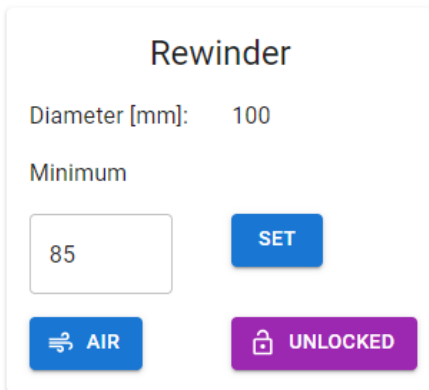 Rewinder
Diameter [mm]: 100
Minimum
85 SET
AIR UNLOCKED